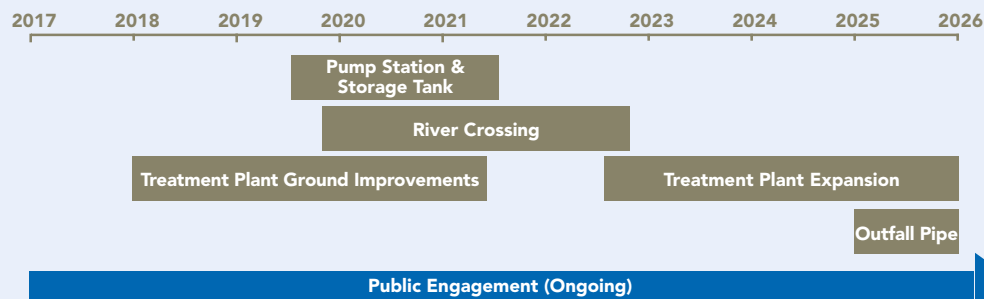 2017 2018 2019 2020 2021 2022 2023 2024 2025 2026
Pump Station &
Storage Tank
River Crossing
Treatment Plant Ground Improvements
Treatment Plant Expansion
Outfall Pipe
Public Engagement (Ongoing)